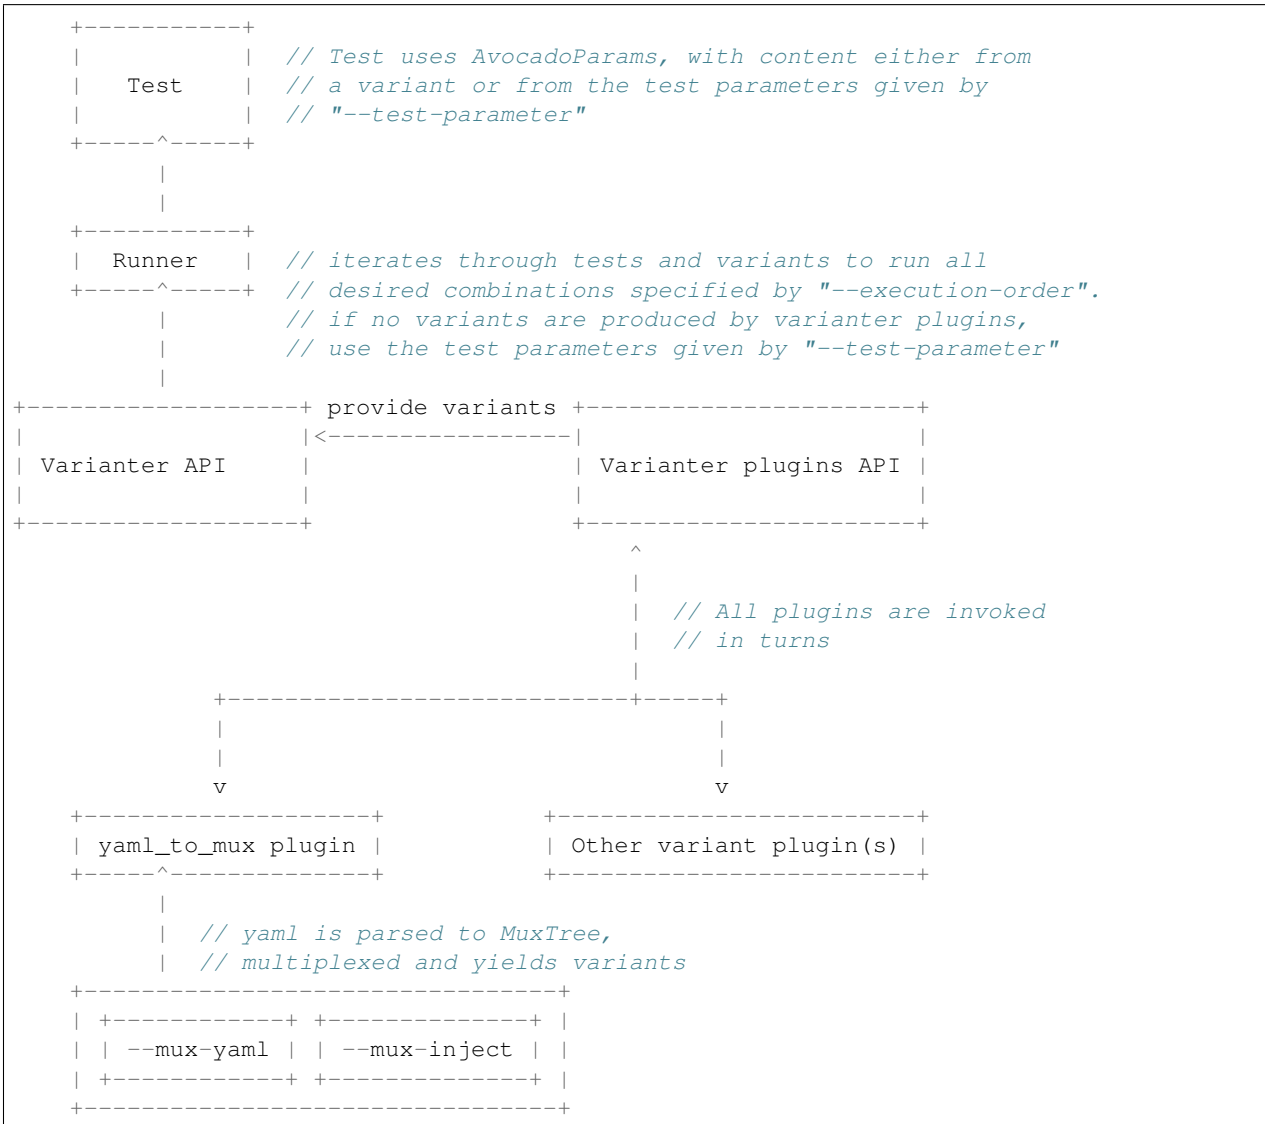 +-----------+
    |           |  // Test uses AvocadoParams, with content either from
    |   Test    |  // a variant or from the test parameters given by
    |           |  // "--test-parameter"
    +-----^-----+
          |
          |
    +-----------+
    |  Runner   |  // iterates through tests and variants to run all
    +-----^-----+  // desired combinations specified by "--execution-order".
          |        // if no variants are produced by varianter plugins,
          |        // use the test parameters given by "--test-parameter"
          |
+-------------------+ provide variants +-----------------------+
|                   |<-----------------|                       |
| Varianter API     |                  | Varianter plugins API |
|                   |                  |                       |
+-------------------+                  +-----------------------+
                                           ^
                                           |
                                           |  // All plugins are invoked
                                           |  // in turns
                                           |
              +----------------------------+-----+
              |                                  |
              |                                  |
              v                                  v
    +--------------------+           +-------------------------+
    | yaml_to_mux plugin |           | Other variant plugin(s) |
    +-----^--------------+           +-------------------------+
          |
          |  // yaml is parsed to MuxTree,
          |  // multiplexed and yields variants
    +---------------------------------+
    | +------------+ +--------------+ |
    | | --mux-yaml | | --mux-inject | |
    | +------------+ +--------------+ |
    +---------------------------------+